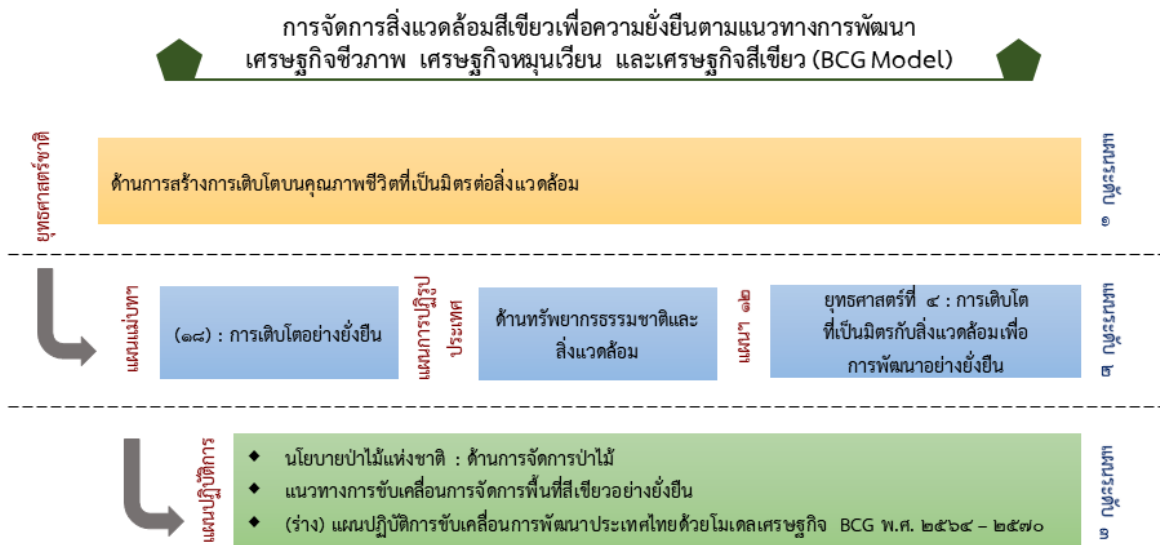 การจัดการสิ่งแวดล้อมสีเขียวเพื่อความยั่งยืนตามแนวทางการพัฒนา
เศรษฐกิจชีวภาพ เศรษฐกิจหมุนเวียน และเศรษฐกิจสีเขียว (BCG Model)
ยุทธศาสตร์ชาติ
ด้านการสร้างการเติบโตบนคุณภาพชีวิตที่เป็นมิตรต่อสิ่งแวดล้อม
แผนระดับ ๑
แผนแม่บทฯ
(๑๘) : การเติบโตอย่างยั่งยืน
แผนการปฏิรูป
ประเทศ
ด้านทรัพยากรธรรมชาติและ
สิ่งแวดล้อม
แผนฯ ๑๒
ยุทธศาสตร์ที่ ๔ : การเติบโต
ที่เป็นมิตรกับสิ่งแวดล้อมเพื่อ
การพัฒนาอย่างยั่งยืน
แผนระดับ ๒
แผนปฏิบัติการ
◆ นโยบายป่าไม้แห่งชาติ : ด้านการจัดการป่าไม้
◆ แนวทางการขับเคลื่อนการจัดการพื้นที่สีเขียวอย่างยั่งยืน
◆ (ร่าง) แผนปฏิบัติการขับเคลื่อนการพัฒนาประเทศไทยด้วยโมเดลเศรษฐกิจ BCG พ.ศ. ๒๕๖๔ – ๒๕๗๐
แผนระดับ ๓